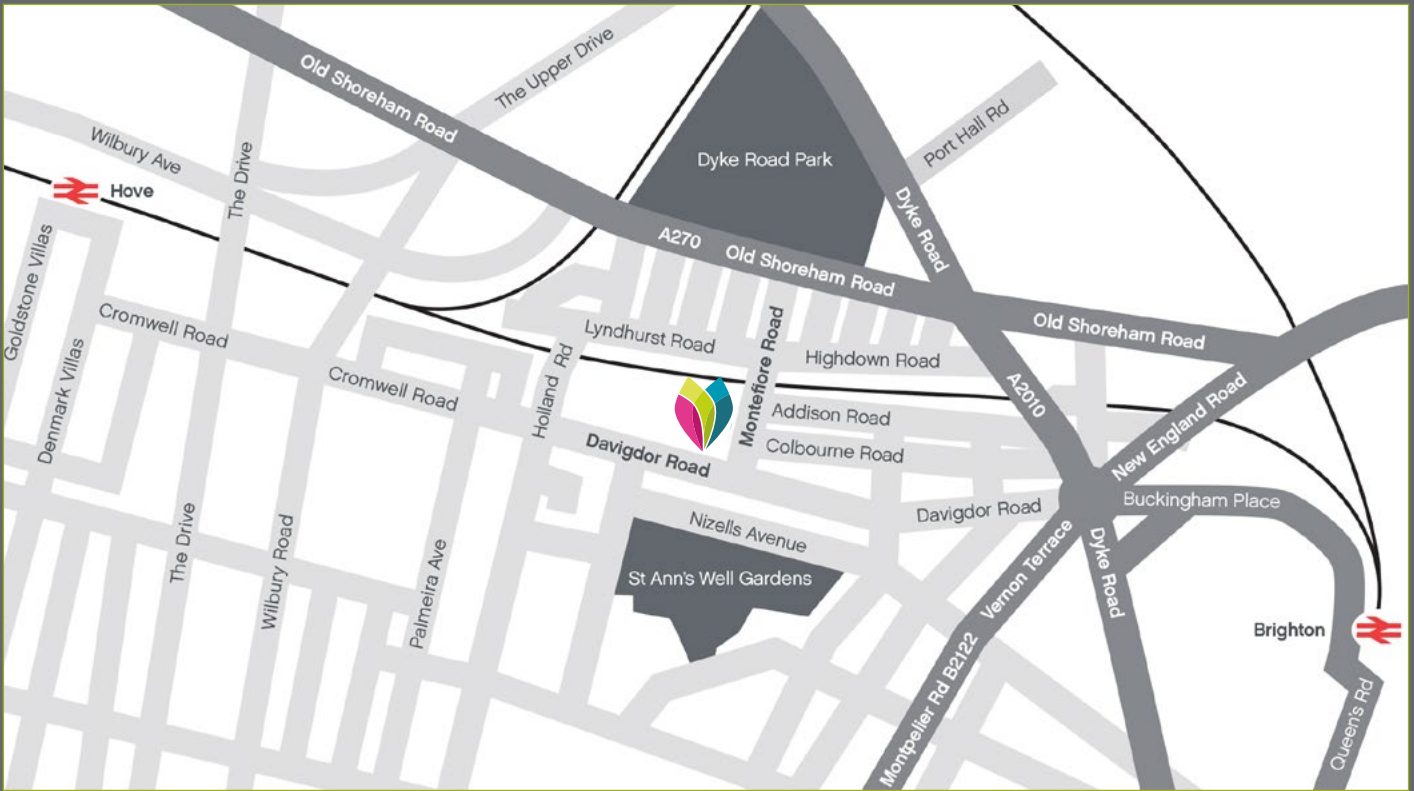 Old Shoreham Road
The Upper Drive
Wilbury Ave
The Drive
Hove
Dyke Road Park
Port Hall Rd
Dyke Road
A270
Old Shoreham Road
Old Shoreham Road
Goldstone Villas
Denmark Villas
Cromwell Road
Cromwell Road
Holland Rd
Lyndhurst Road
Montefiore Road
Highdown Road
Addison Road
Colbourne Road
A2010
New England Road
Davigdor Road
Davigdor Road
Buckingham Place
Nizells Avenue
St Ann's Well Gardens
The Drive
Wilbury Road
Palmeira Ave
Vernon Terrace
Dyke Road
Montpelier Rd B2122
Brighton
Queen's Rd